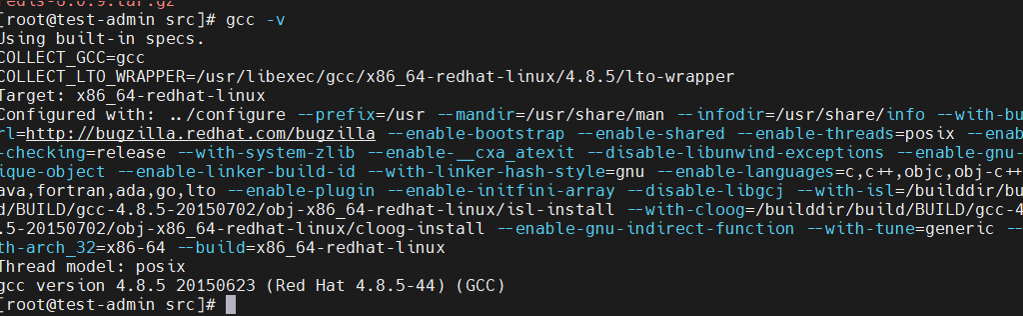 redis-6.0.9.tar.gz
[root@test-admin src]# gcc -v
Using built-in specs.
COLLECT_GCC=gcc
COLLECT_LTO_WRAPPER=/usr/libexec/gcc/x86_64-redhat-linux/4.8.5/lto-wrapper
Target: x86_64-redhat-linux
Configured with: ../configure --prefix=/usr --mandir=/usr/share/man --infodir=/usr/share/info --with-bu
rl=http://bugzilla.redhat.com/bugzilla --enable-bootstrap --enable-shared --enable-threads=posix --enab
-checking=release --with-system-zlib --enable-__cxa_atexit --disable-libunwind-exceptions --enable-gnu-
ique-object --enable-linker-build-id --with-linker-hash-style=gnu --enable-languages=c,c++,objc,obj-c++
ava,fortran,ada,go,lto --enable-plugin --enable-initfini-array --disable-libgcj --with-isl=/builddir/bu
d/BUILD/gcc-4.8.5-20150702/obj-x86_64-redhat-linux/isl-install --with-cloog=/builddir/build/BUILD/gcc-4
.5-20150702/obj-x86_64-redhat-linux/cloog-install --enable-gnu-indirect-function --with-tune=generic --
th-arch_32=x86-64 --build=x86_64-redhat-linux
Thread model: posix
gcc version 4.8.5 20150623 (Red Hat 4.8.5-44) (GCC)
[root@test-admin src]#